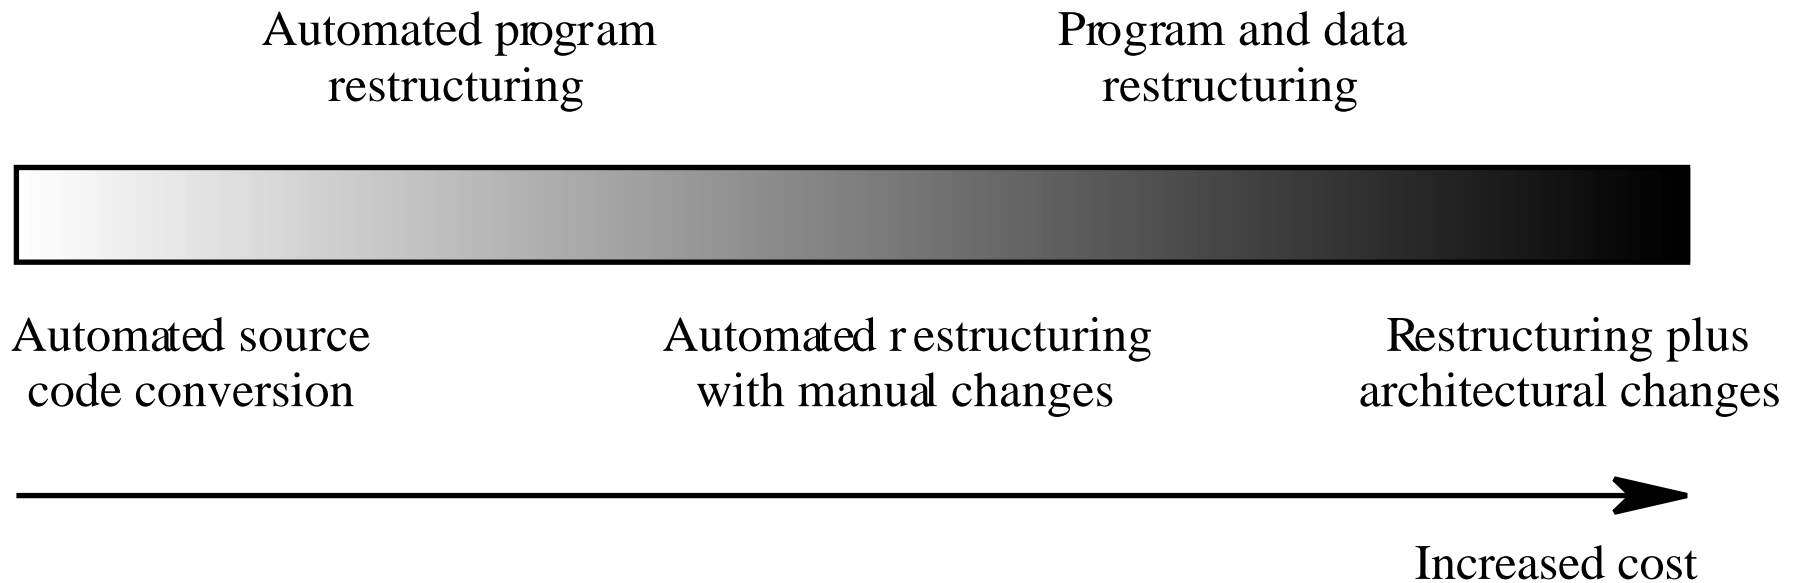 Automated program
restructuring
Program and data
restructuring
Automated source
code conversion
Automated restructuring
with manual changes
Restructuring plus
architectural changes
Increased cost